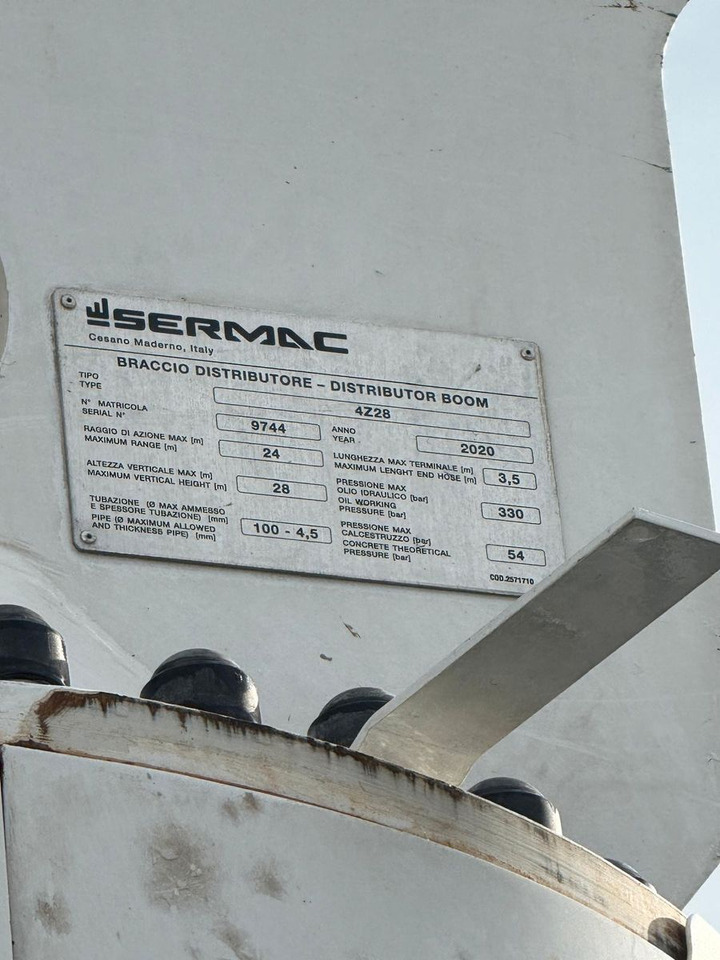 SERMAC
Cesano Maderno, Italy
BRACCIO DISTRIBUTORE – DISTRIBUTOR BOOM
TIPO
TYPE
4Z28
N° MATRICOLA
SERIAL N°
9744
ANNO
YEAR
2020
RAGGIO DI AZIONE MAX [m]
MAXIMUM RANGE [m]
24
LUNGHEZZA MAX TERMINALE [m]
MAXIMUM LENGHT END HOSE [m]
3,5
ALTEZZA VERTICALE MAX [m]
MAXIMUM VERTICAL HEIGHT [m]
28
PRESSIONE MAX
OLIO IDRAULICO [bar]
OIL WORKING
PRESSURE [bar]
330
TUBAZIONE (Ø MAX AMMESSO
E SPESSORE TUBAZIONE) [mm]
PIPE (Ø MAXIMUM ALLOWED
AND THICKNESS PIPE) [mm]
100 - 4,5
PRESSIONE MAX
CALCESTRUZZO [bar]
CONCRETE THEORETICAL
PRESSURE [bar]
54
COD.2571710